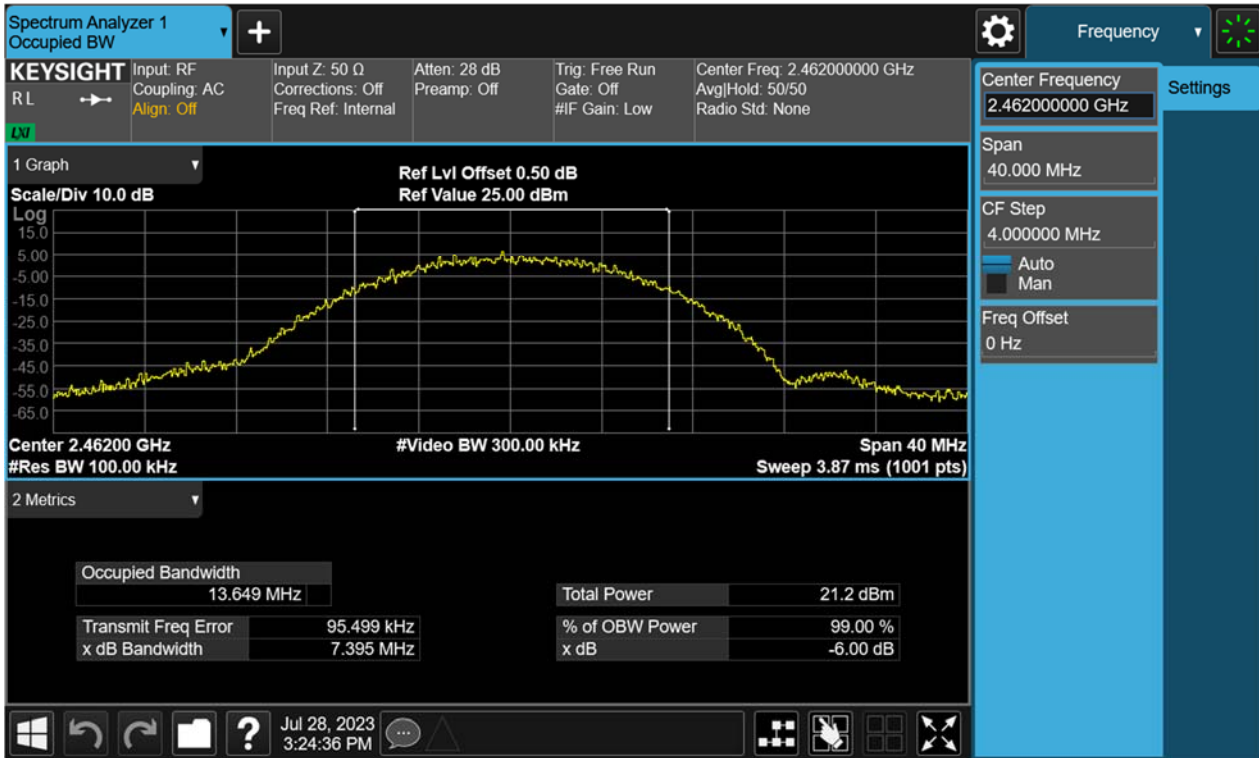 Spectrum Analyzer 1
Occupied BW
Frequency
KEYSIGHT
R L
LXI
Input: RF
Coupling: AC
Align: Off
Input Z: 50 Ω
Corrections: Off
Freq Ref: Internal
Atten: 28 dB
Preamp: Off
Trig: Free Run
Gate: Off
#IF Gain: Low
Center Freq: 2.462000000 GHz
Avg|Hold: 50/50
Radio Std: None
Center Frequency
2.462000000 GHz
Settings
Span
40.000 MHz
CF Step
4.000000 MHz
Auto
Man
Freq Offset
0 Hz
1 Graph
Ref Lvl Offset 0.50 dB
Scale/Div 10.0 dB
Ref Value 25.00 dBm
Log
15.0
5.00
-5.00
-15.0
-25.0
-35.0
-45.0
-55.0
-65.0
Center 2.46200 GHz
#Video BW 300.00 kHz
Span 40 MHz
#Res BW 100.00 kHz
Sweep 3.87 ms (1001 pts)
2 Metrics
Occupied Bandwidth
13.649 MHz
Total Power 21.2 dBm
Transmit Freq Error 95.499 kHz
% of OBW Power 99.00 %
x dB Bandwidth 7.395 MHz
x dB -6.00 dB
?
Jul 28, 2023
3:24:36 PM